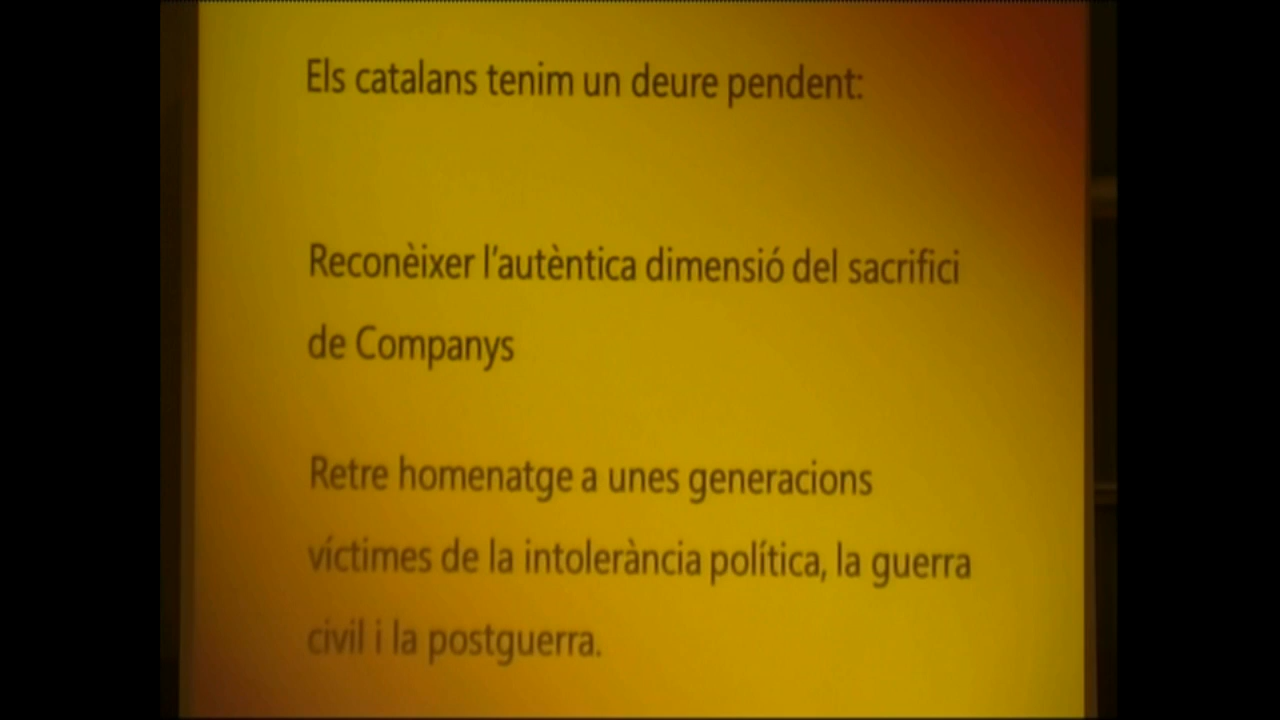 Els catalans tenim un deure pendent:
Reconèixer l'autèntica dimensió del sacrifici
de Companys
Retre homenatge a unes generacions
víctimes de la intolerància política, la guerra
civil i la postguerra.